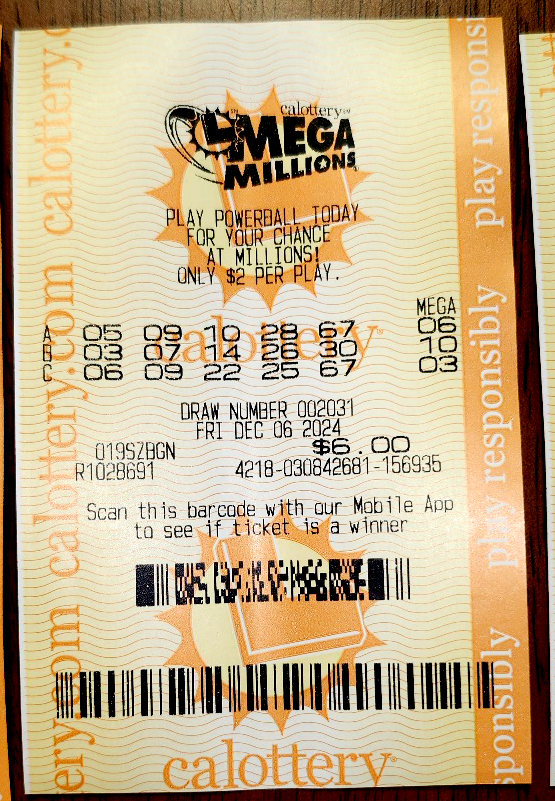 calottery
MEGA
MILLIONS
PLAY POWERBALL TODAY
FOR YOUR CHANCE
AT MILLIONS!
ONLY $2 PER PLAY.
MEGA
A 05 09 10 28 67 06
B 03 07 14 26 30 10
C 06 09 22 25 67 03
calottery
DRAW NUMBER 002031
FRI DEC 06 2024
019SZBGN $6.00
R1028691 4218-030842681-156935
Scan this barcode with our Mobile App
to see if ticket is a winner
calottery
calottery.com calottery.com
play responsibly play responsibly